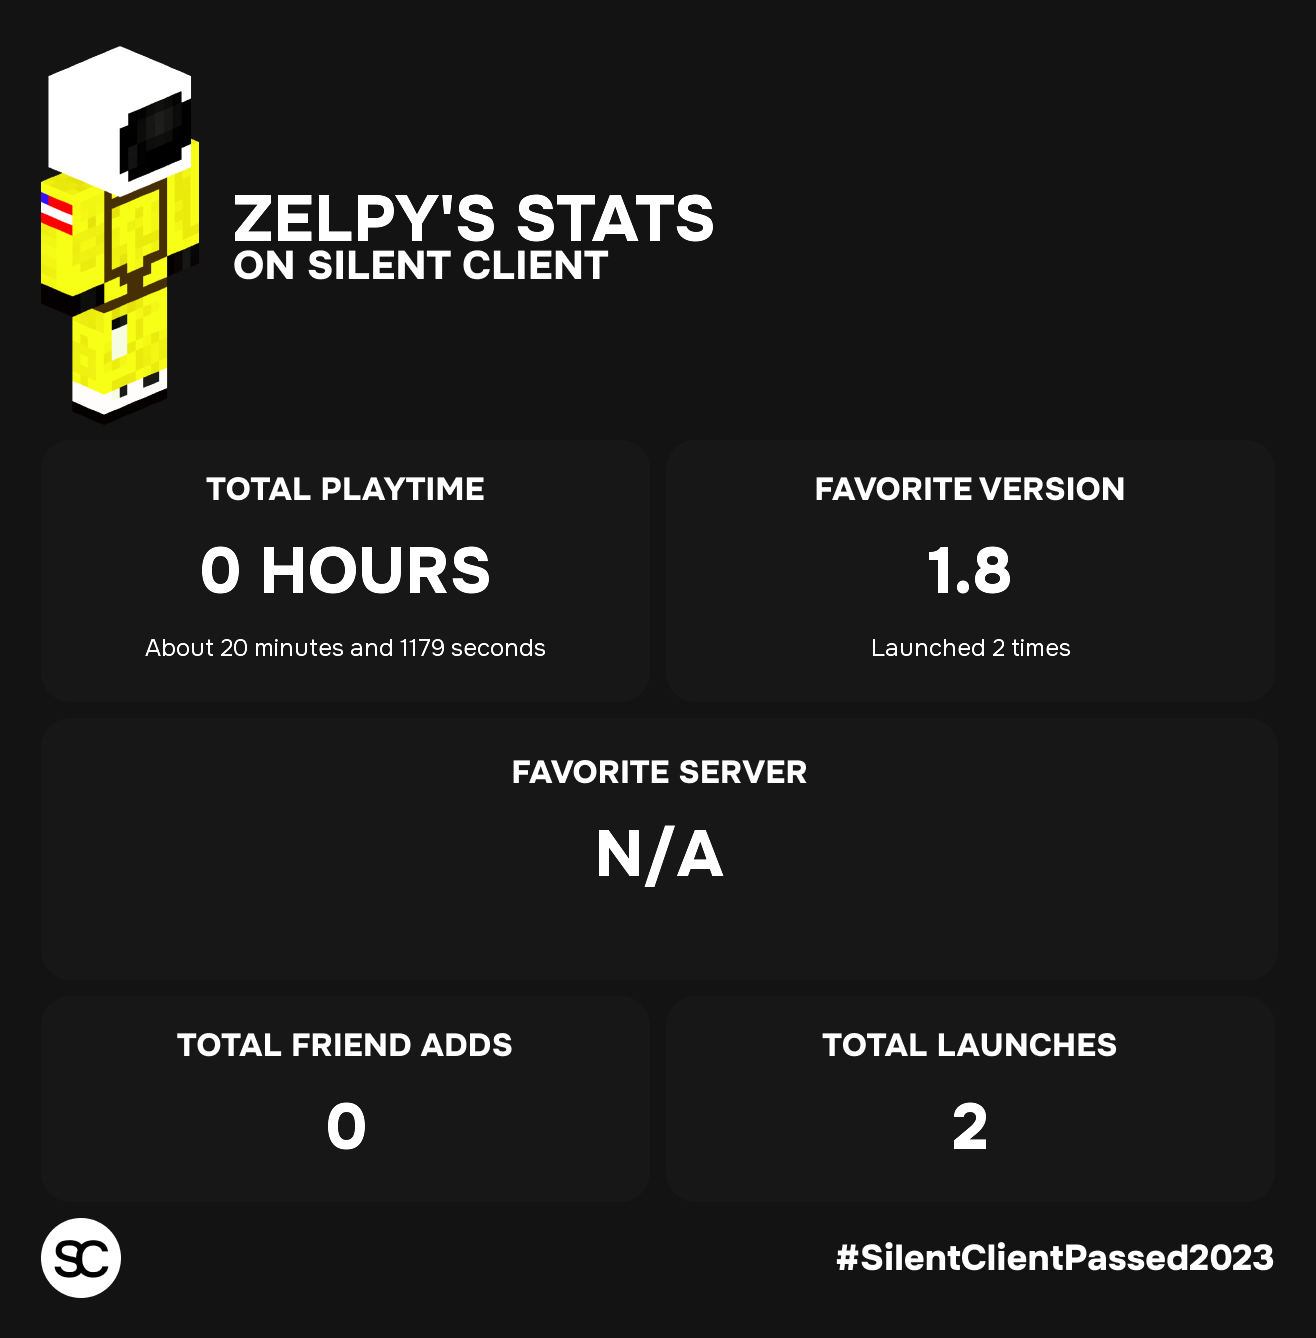 ZELPY'S STATS
ON SILENT CLIENT
TOTAL PLAYTIME
0 HOURS
About 20 minutes and 1179 seconds
FAVORITE VERSION
1.8
Launched 2 times
FAVORITE SERVER
N/A
TOTAL FRIEND ADDS
0
TOTAL LAUNCHES
2
SC
#SilentClientPassed2023